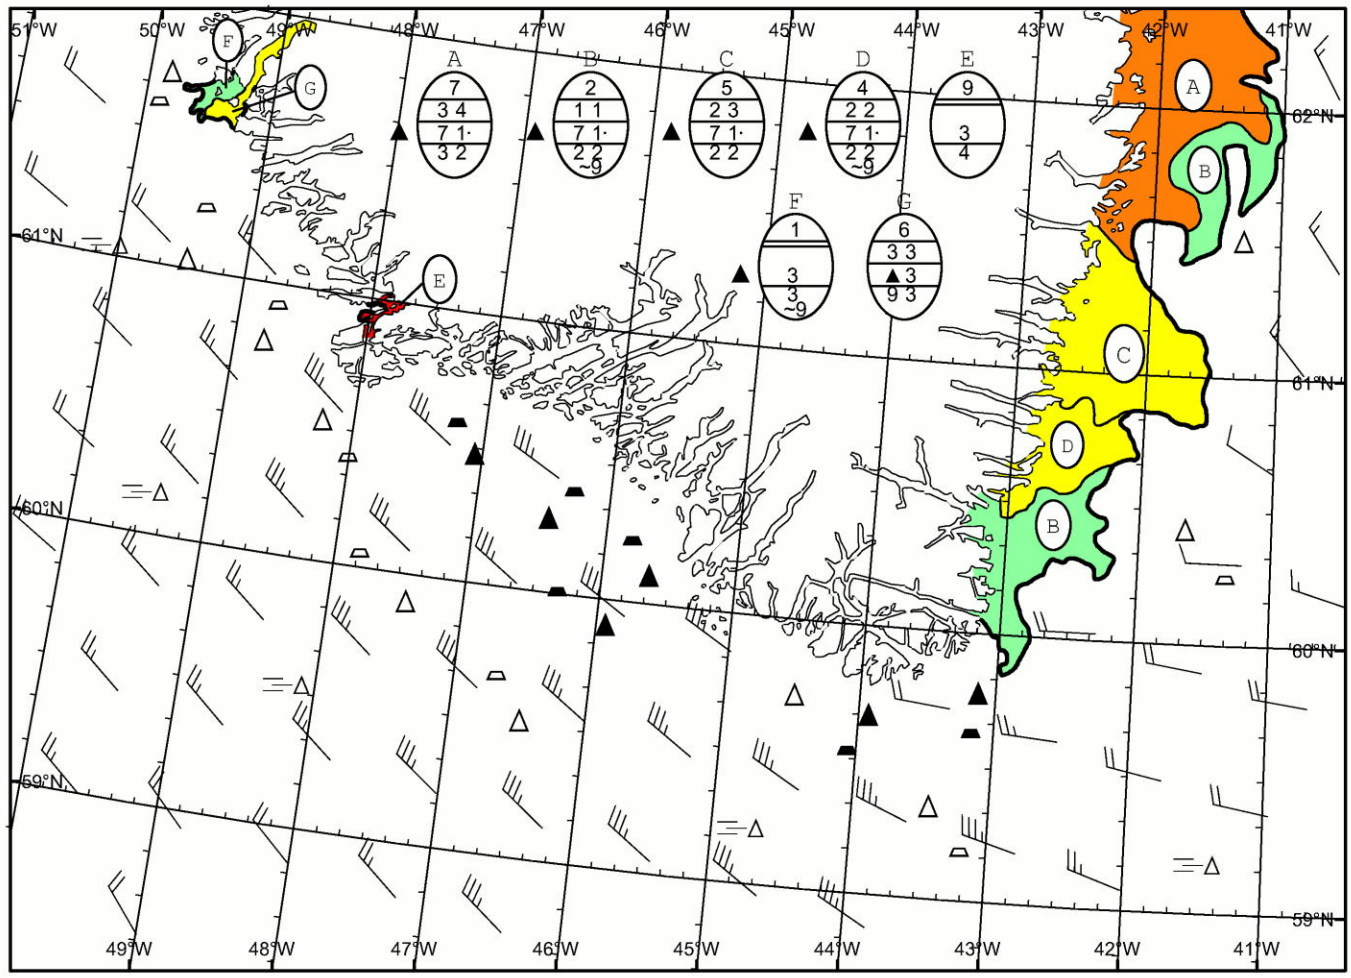 51°W 50°W 49°W 48°W 47°W 46°W 45°W 44°W 43°W 42°W 41°W
F
G
A B C D E
7 2 5 4 9
3 4 1 1 2 3 2 2
7 1· 7 1· 7 1· 7 1· 3
3 2 2 2 2 2 2 2 4
~9 ~9
A
62°N
B
F G
1 6
3 3
3 3
3 9 3
~9
61°N
E
C
61°N
D
B
60°N
60°N
59°N
59°N
49°W 48°W 47°W 46°W 45°W 44°W 43°W 42°W 41°W